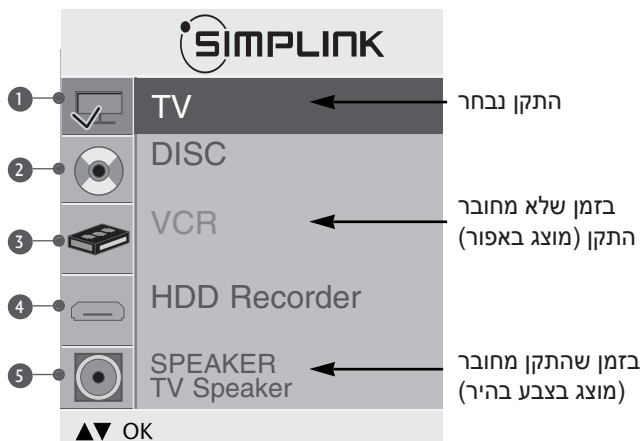 SIMPLINK
1 TV התקן נבחר
2 DISC
3 VCR בזמן שלא מחובר
התקן (מוצג באפור)
4 HDD Recorder
5 SPEAKER בזמן שהתקן מחובר
TV Speaker (מוצג בצבע בהיר)
▲▼ OK